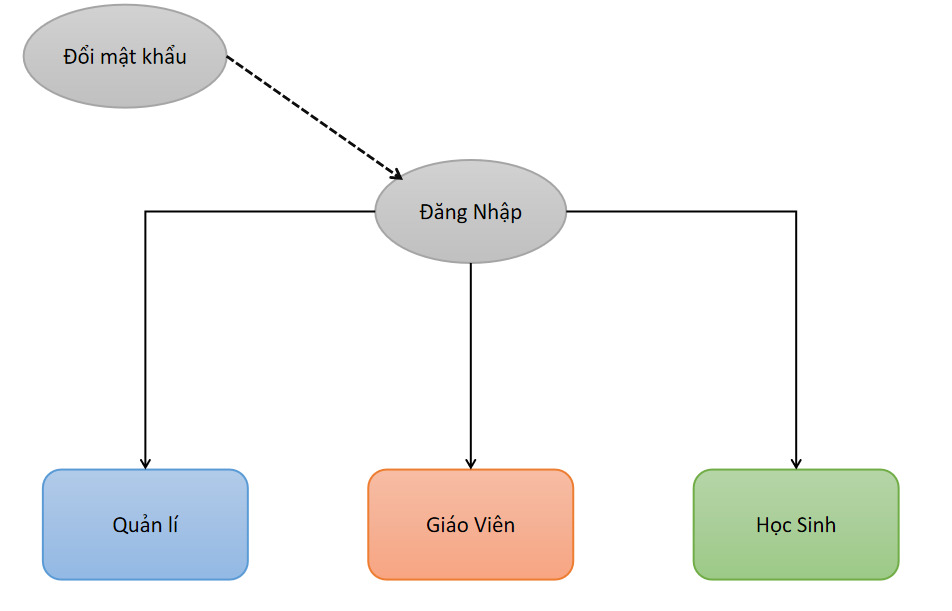 Đổi mật khẩu
Đăng Nhập
Quản lí
Giáo Viên
Học Sinh